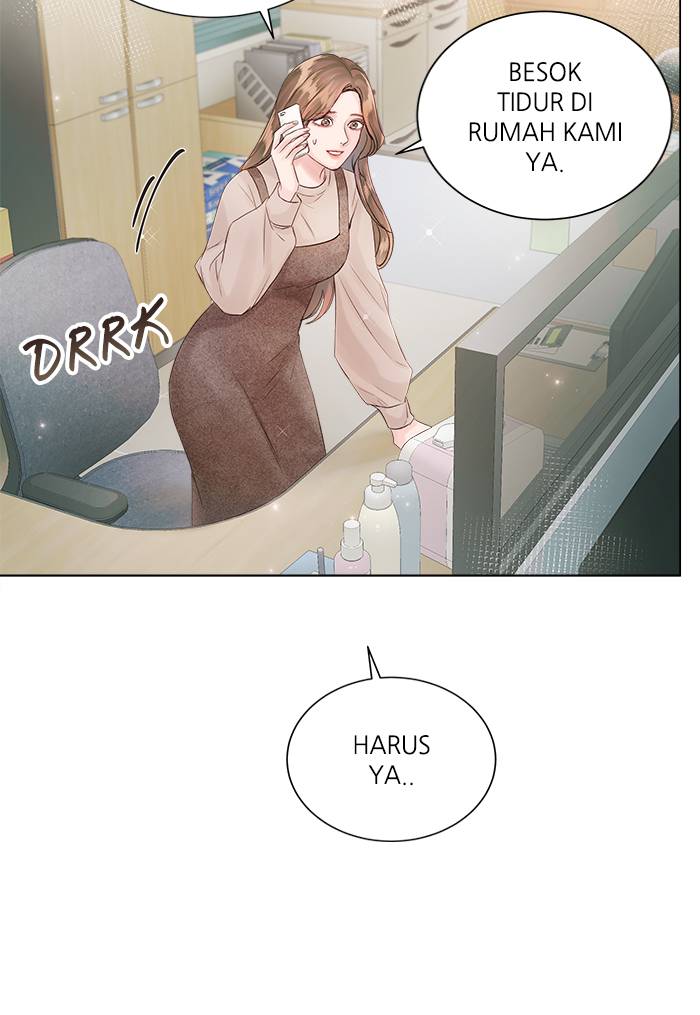 BESOK
TIDUR DI
RUMAH KAMI
YA.
DRRK
HARUS
YA..